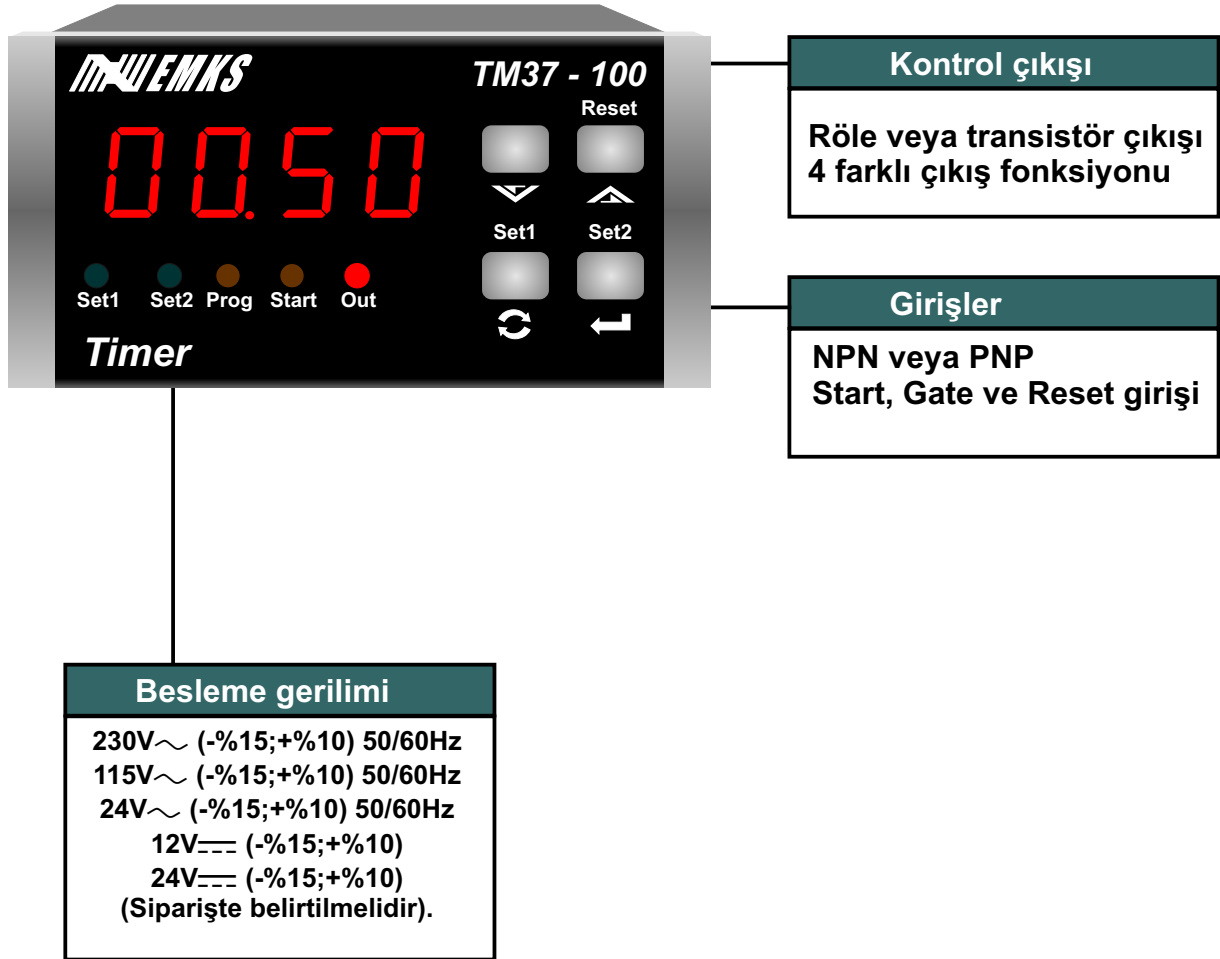 EMKS
TM37 - 100
Reset
00.50
Set1 Set2
Set1 Set2 Prog Start Out
Timer
Kontrol çıkışı
Röle veya transistör çıkışı
4 farklı çıkış fonksiyonu
Girişler
NPN veya PNP
Start, Gate ve Reset girişi
Besleme gerilimi
230V～ (-%15;+%10) 50/60Hz
115V～ (-%15;+%10) 50/60Hz
24V～ (-%15;+%10) 50/60Hz
12V⎓ (-%15;+%10)
24V⎓ (-%15;+%10)
(Siparişte belirtilmelidir).